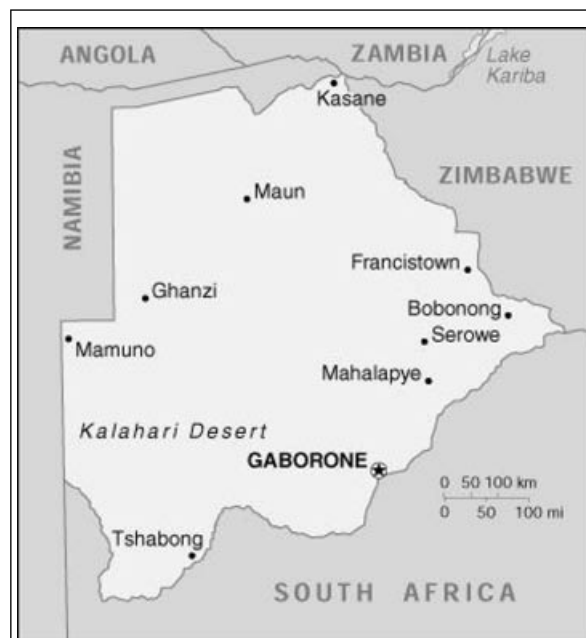 ANGOLA
ZAMBIA
Lake
Kariba
Kasane
NAMIBIA
ZIMBABWE
Maun
Francistown
Ghanzi
Bobonong
Serowe
Mamuno
Mahalapye
Kalahari Desert
GABORONE
0 50 100 km
0 50 100 mi
Tshabong
SOUTH AFRICA